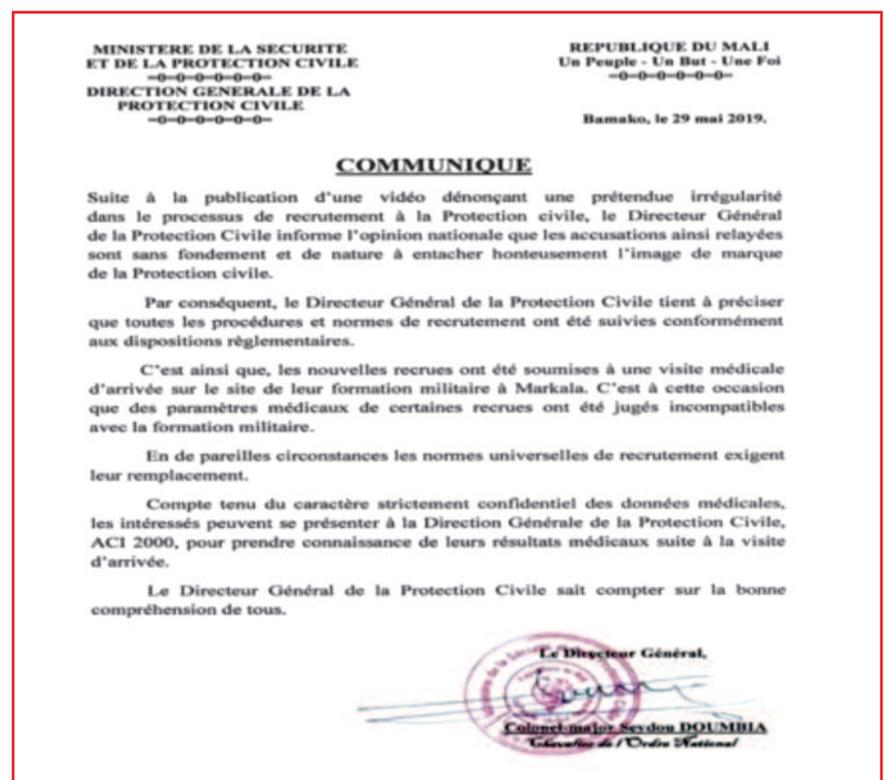 MINISTERE DE LA SECURITE
ET DE LA PROTECTION CIVILE
=0=0=0=0=0=0=
DIRECTION GENERALE DE LA
PROTECTION CIVILE
=0=0=0=0=0=0=
REPUBLIQUE DU MALI
Un Peuple - Un But - Une Foi
=0=0=0=0=0=0=
Bamako, le 29 mai 2019.
COMMUNIQUE
Suite à la publication d'une vidéo dénonçant une prétendue irrégularité
dans le processus de recrutement à la Protection civile, le Directeur Général
de la Protection Civile informe l'opinion nationale que les accusations ainsi relayées
sont sans fondement et de nature à entacher honteusement l'image de marque
de la Protection civile.
Par conséquent, le Directeur Général de la Protection Civile tient à préciser
que toutes les procédures et normes de recrutement ont été suivies conformément
aux dispositions règlementaires.
C'est ainsi que, les nouvelles recrues ont été soumises à une visite médicale
d'arrivée sur le site de leur formation militaire à Markala. C'est à cette occasion
que des paramètres médicaux de certaines recrues ont été jugés incompatibles
avec la formation militaire.
En de pareilles circonstances les normes universelles de recrutement exigent
leur remplacement.
Compte tenu du caractère strictement confidentiel des données médicales,
les intéressés peuvent se présenter à la Direction Générale de la Protection Civile,
ACI 2000, pour prendre connaissance de leurs résultats médicaux suite à la visite
d'arrivée.
Le Directeur Général de la Protection Civile sait compter sur la bonne
compréhension de tous.
Le Directeur Général,
Colonel-major Seydou DOUMBIA
Chevalier de l'Ordre National